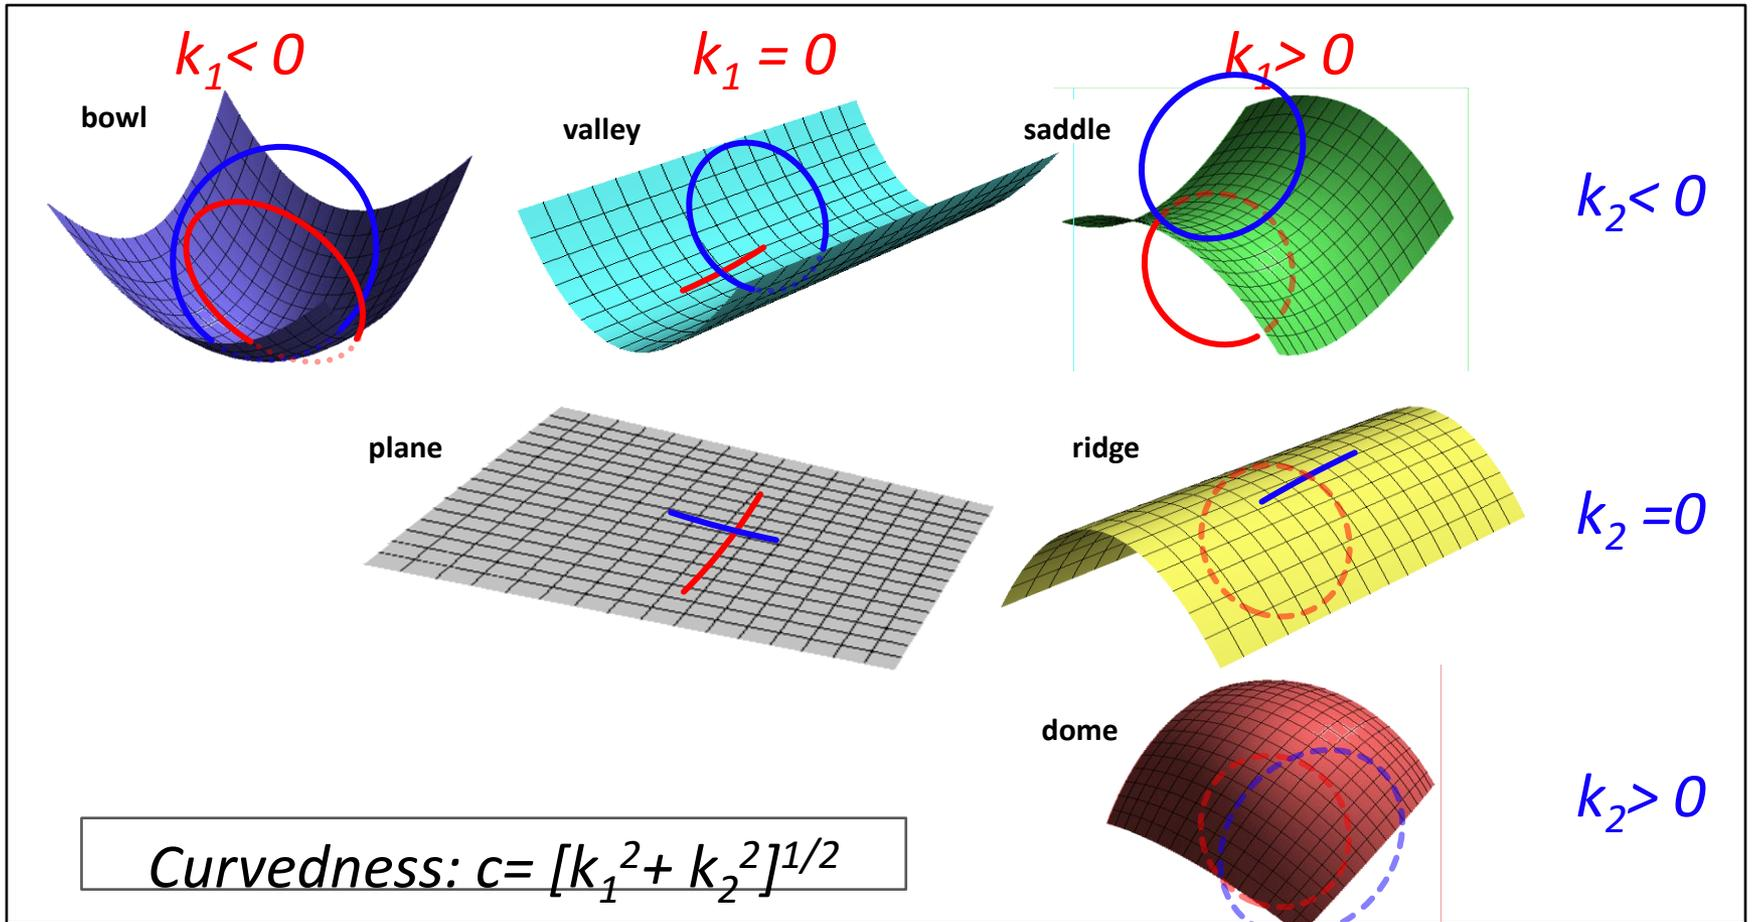 k₁< 0
k₁ = 0
k₁> 0
bowl
valley
saddle
k₂< 0
plane
ridge
k₂ =0
dome
k₂> 0
Curvedness: c= [k₁²+ k₂²]^1/2